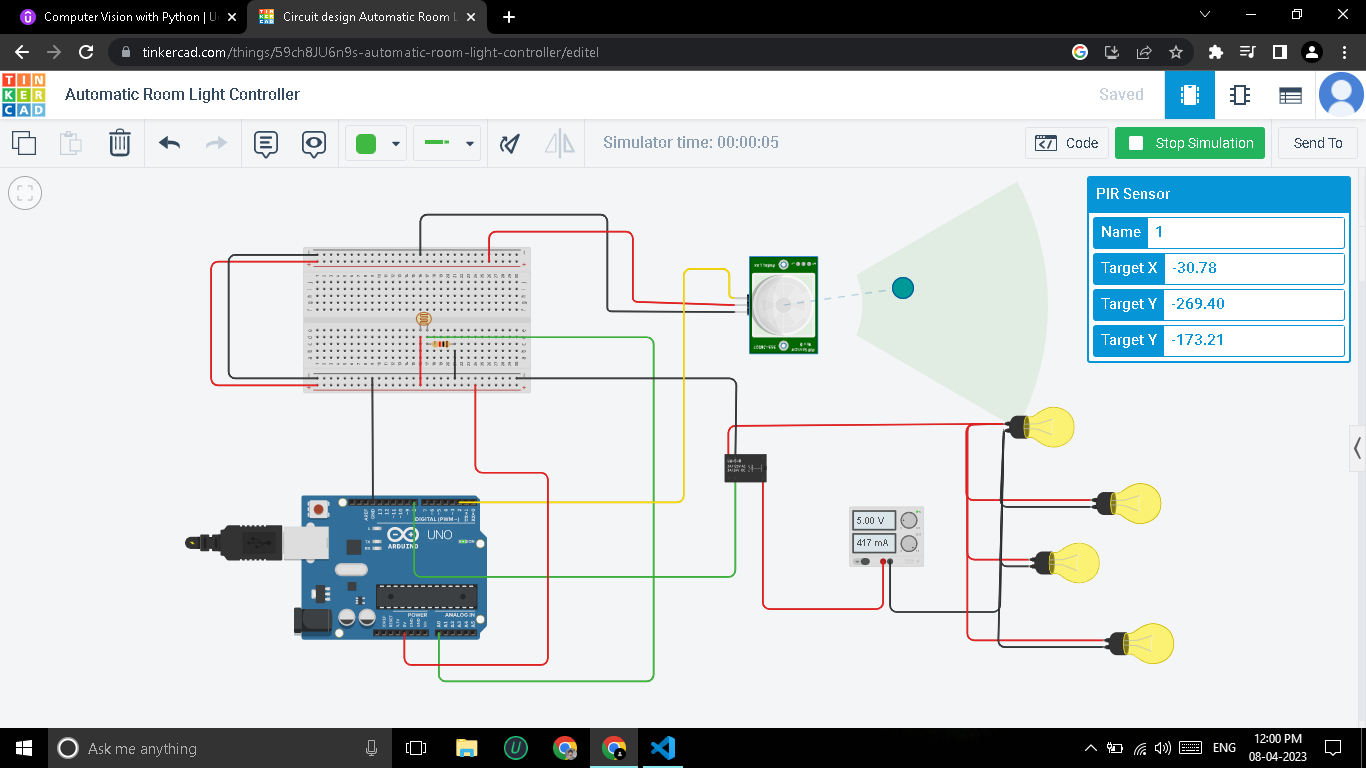 Computer Vision with Python | U
Circuit design Automatic Room L
tinkercad.com/things/59ch8JU6n9s-automatic-room-light-controller/editel
TIN
KER
CAD
Automatic Room Light Controller
Saved
Simulator time: 00:00:05
Code
Stop Simulation
Send To
PIR Sensor
Name 1
Target X -30.78
Target Y -269.40
Target Y -173.21
5.00 V
417 mA
DIGITAL (PWM~)
UNO
ARDUINO
POWER
ANALOG IN
Ask me anything
ENG
12:00 PM
08-04-2023